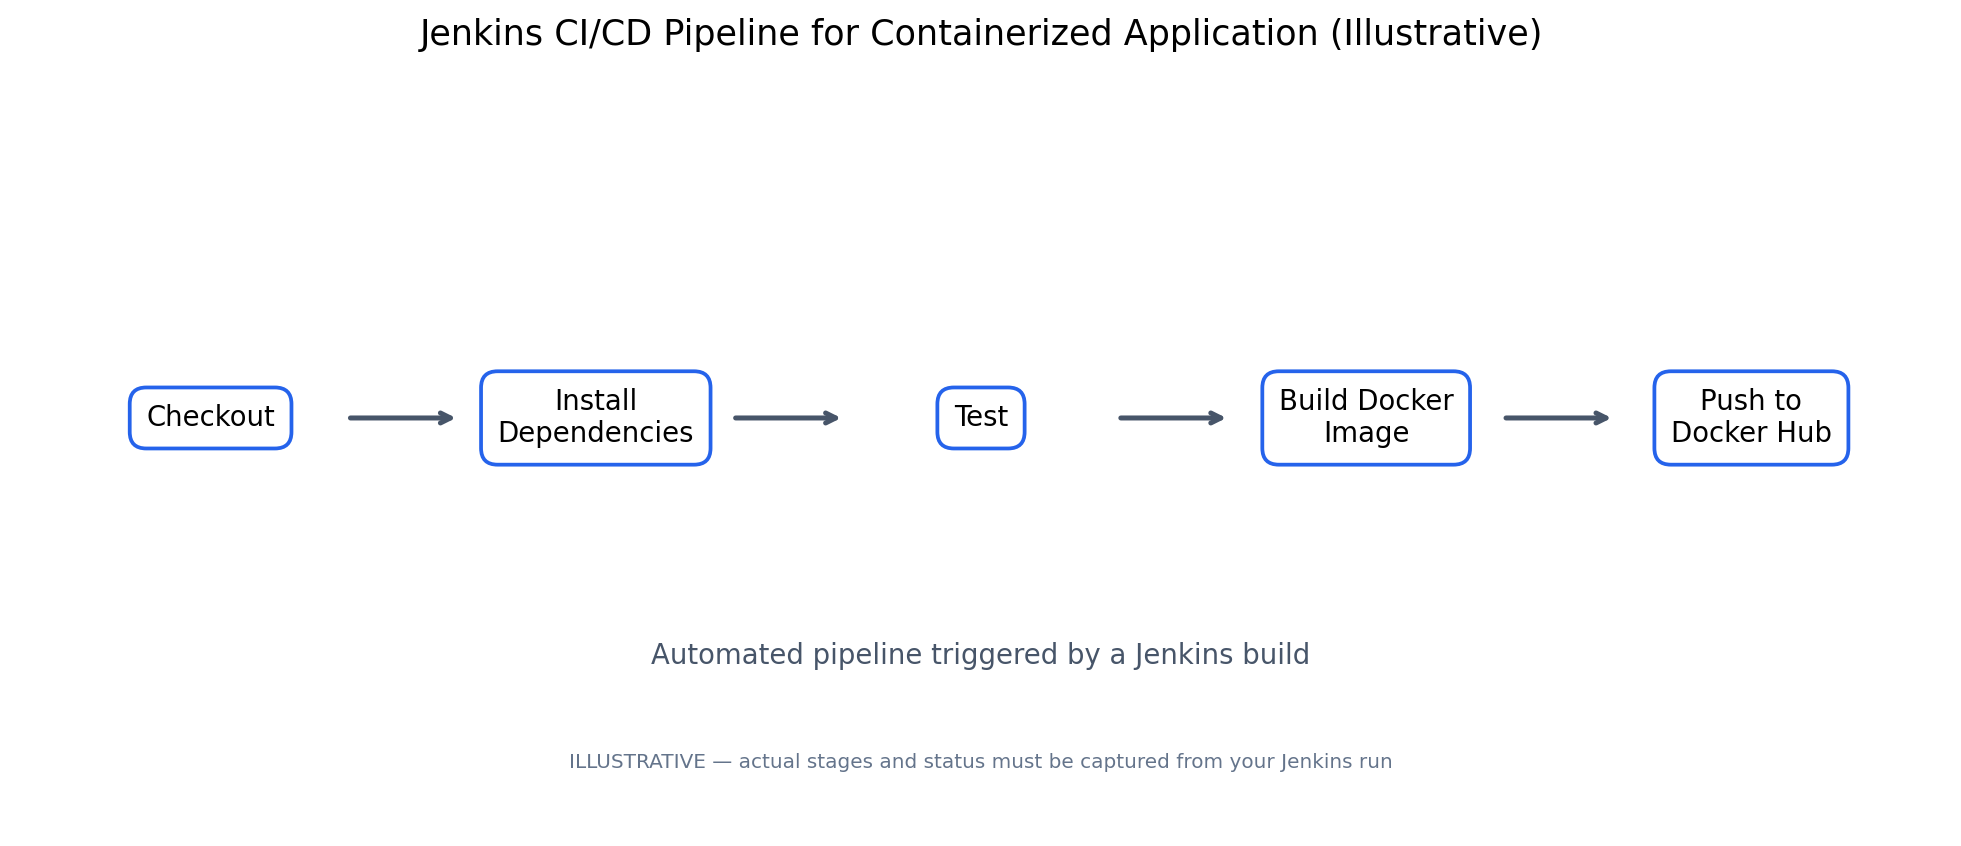 Jenkins CI/CD Pipeline for Containerized Application (Illustrative)
Checkout
Install
Dependencies
Test
Build Docker
Image
Push to
Docker Hub
Automated pipeline triggered by a Jenkins build
ILLUSTRATIVE — actual stages and status must be captured from your Jenkins run